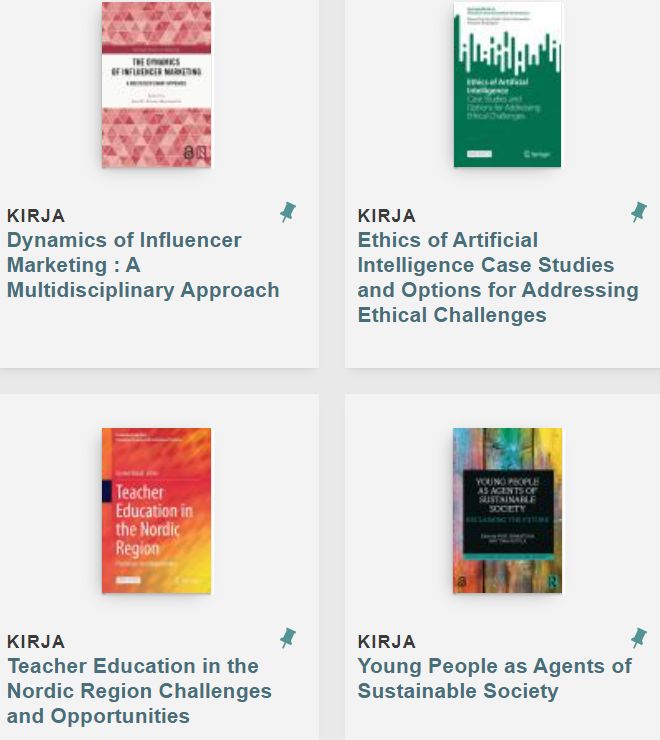 THE DYNAMICS
OF INFLUENCER MARKETING
A MULTIDISCIPLINARY APPROACH
KIRJA
Dynamics of Influencer
Marketing : A
Multidisciplinary Approach
Ethics of Artificial
Intelligence
Case Studies and
Options for Addressing
Ethical Challenges
Springer
KIRJA
Ethics of Artificial
Intelligence Case Studies
and Options for Addressing
Ethical Challenges
Teacher
Education in
the Nordic
Region
KIRJA
Teacher Education in the
Nordic Region Challenges
and Opportunities
YOUNG PEOPLE
AS AGENTS OF
SUSTAINABLE
SOCIETY
RECLAIMING THE FUTURE
KIRJA
Young People as Agents of
Sustainable Society